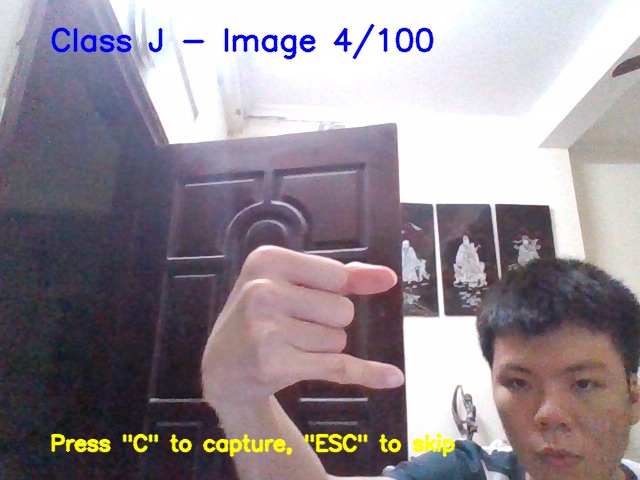 Class J - Image 4/100
Press "C" to capture, "ESC" to skip